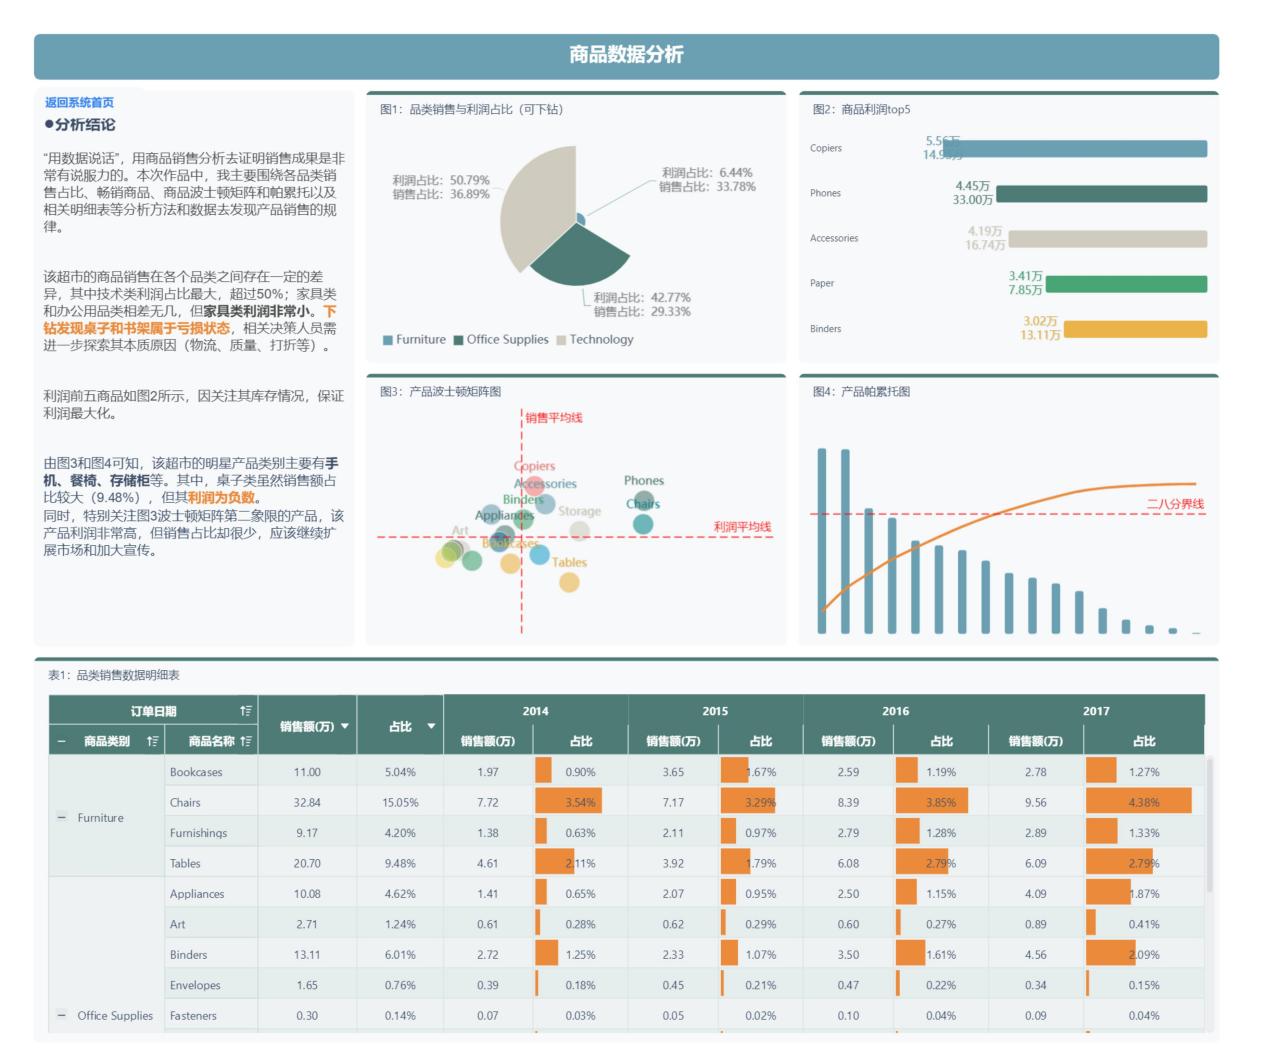 商品数据分析
返回系统首页
●分析结论
“用数据说话”，用商品销售分析去证明销售成果是非
常有说服力的。本次作品中，我主要围绕各品类销
售占比、畅销商品、商品波士顿矩阵和帕累托以及
相关明细表等分析方法和数据去发现产品销售的规
律。
该超市的商品销售在各个品类之间存在一定的差
异，其中技术类利润占比最大，超过50%；家具类
和办公用品类相差无几，但家具类利润非常小。下
钻发现桌子和书架属于亏损状态，相关决策人员需
进一步探索其本质原因（物流、质量、打折等）。
利润前五商品如图2所示，因关注其库存情况，保证
利润最大化。
由图3和图4可知，该超市的明星产品类别主要有手
机、餐椅、存储柜等。其中，桌子类虽然销售额占
比较大（9.48%），但其利润为负数。
同时，特别关注图3波士顿矩阵第二象限的产品，该
产品利润非常高，但销售占比却很少，应该继续扩
展市场和加大宣传。
图1：品类销售与利润占比（可下钻）
利润占比：50.79%
销售占比：36.89%
利润占比：6.44%
销售占比：33.78%
利润占比：42.77%
销售占比：29.33%
Furniture Office Supplies Technology
图2：商品利润top5
Copiers 5.56万
14.95万
Phones 4.45万
33.00万
Accessories 4.19万
16.74万
Paper 3.41万
7.85万
Binders 3.02万
13.11万
图3：产品波士顿矩阵图
销售平均线
Copiers
Accessories
Phones
Binders
Chairs
Appliances
Storage
利润平均线
Art
Bookcases
Tables
图4：产品帕累托图
二八分界线
表1：品类销售数据明细表
订单日期 销售额(万) 占比 2014 2015 2016 2017
商品类别 商品名称 销售额(万) 占比 销售额(万) 占比 销售额(万) 占比 销售额(万) 占比
Furniture
Bookcases 11.00 5.04% 1.97 0.90% 3.65 1.67% 2.59 1.19% 2.78 1.27%
Chairs 32.84 15.05% 7.72 3.54% 7.17 3.29% 8.39 3.85% 9.56 4.38%
Furnishings 9.17 4.20% 1.38 0.63% 2.11 0.97% 2.79 1.28% 2.89 1.33%
Tables 20.70 9.48% 4.61 2.11% 3.92 1.79% 6.08 2.79% 6.09 2.79%
Appliances 10.08 4.62% 1.41 0.65% 2.07 0.95% 2.50 1.15% 4.09 1.87%
Art 2.71 1.24% 0.61 0.28% 0.62 0.29% 0.60 0.27% 0.89 0.41%
Binders 13.11 6.01% 2.72 1.25% 2.33 1.07% 3.50 1.61% 4.56 2.09%
Envelopes 1.65 0.76% 0.39 0.18% 0.45 0.21% 0.47 0.22% 0.34 0.15%
Office Supplies Fasteners 0.30 0.14% 0.07 0.03% 0.05 0.02% 0.10 0.04% 0.09 0.04%